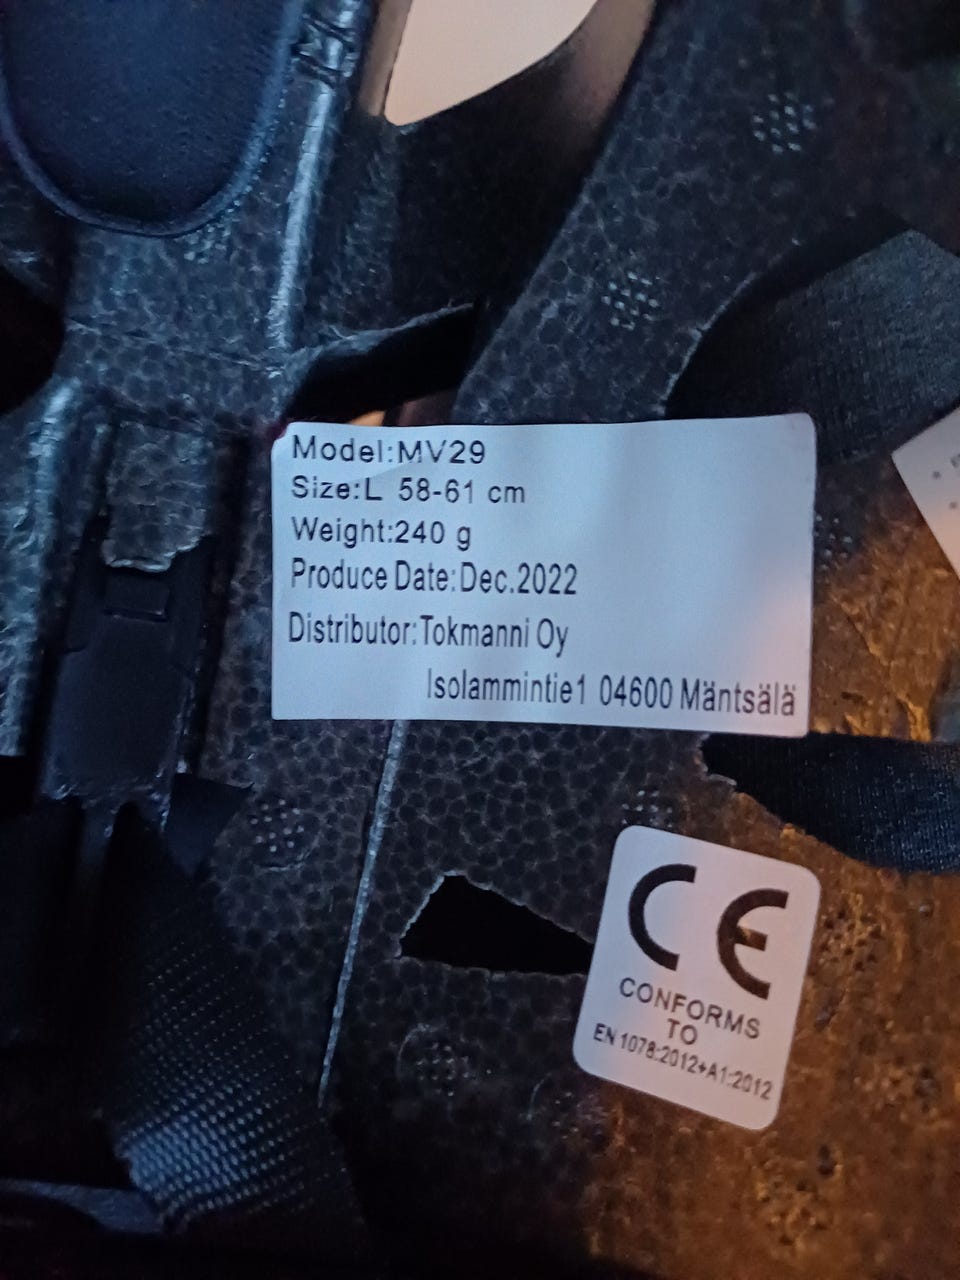 Model:MV29
Size:L 58-61 cm
Weight:240 g
Produce Date:Dec.2022
Distributor:Tokmanni Oy
Isolammintie1 04600 Mäntsälä
CE
CONFORMS
TO
EN 1078:2012+A1:2012